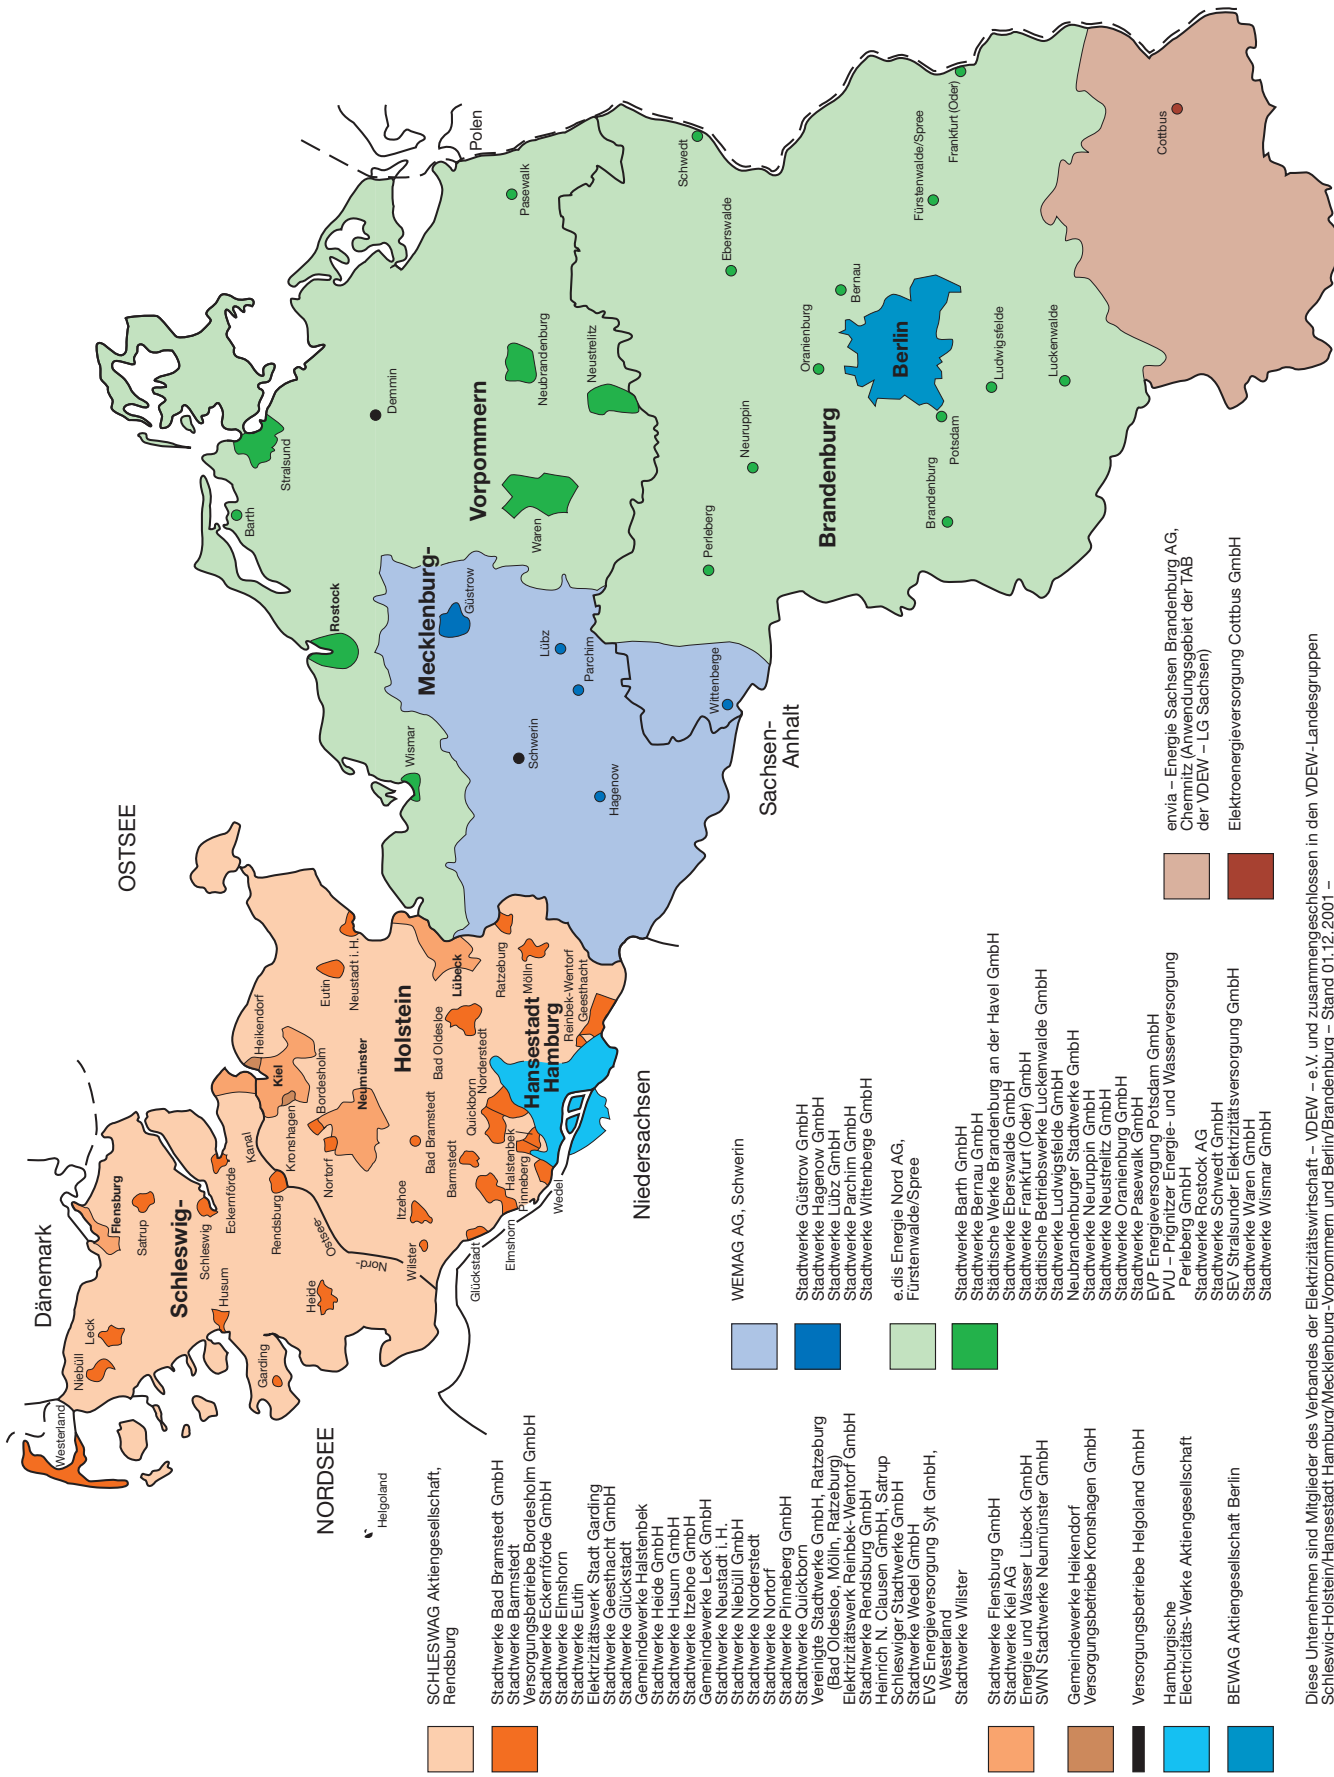 Dänemark
OSTSEE
NORDSEE
Niedersachsen
Sachsen-
Anhalt
Polen
Schleswig-
Holstein
Hansestadt
Hamburg
Mecklenburg-
Vorpommern
Brandenburg
Berlin
Westerland
Niebüll
Leck
Flensburg
Satrup
Schleswig
Husum
Eckernförde
Garding
Helgoland
Heide
Rendsburg
Nord-
Ostsee-
Kanal
Kiel
Heikendorf
Kronshagen
Bordesholm
Nortorf
Neumünster
Eutin
Neustadt i.H.
Wilster
Itzehoe
Glückstadt
Bad Bramstedt
Barmstedt
Elmshorn
Quickborn
Norderstedt
Halstenbek
Pinneberg
Wedel
Bad Oldesloe
Lübeck
Ratzeburg
Mölln
Reinbek-Wentorf
Geesthacht
Wismar
Rostock
Barth
Stralsund
Demmin
Güstrow
Schwerin
Hagenow
Lübz
Parchim
Wittenberge
Waren
Neubrandenburg
Neustrelitz
Pasewalk
Perleberg
Neuruppin
Schwedt
Eberswalde
Oranienburg
Bernau
Fürstenwalde/Spree
Frankfurt (Oder)
Brandenburg
Potsdam
Ludwigsfelde
Luckenwalde
Cottbus
SCHLESWAG Aktiengesellschaft,
Rendsburg
Stadtwerke Bad Bramstedt GmbH
Stadtwerke Barmstedt
Versorgungsbetriebe Bordesholm GmbH
Stadtwerke Eckernförde GmbH
Stadtwerke Elmshorn
Stadtwerke Eutin
Elektrizitätswerk Stadt Garding
Stadtwerke Geesthacht GmbH
Stadtwerke Glückstadt
Gemeindewerke Halstenbek
Stadtwerke Heide GmbH
Stadtwerke Husum GmbH
Stadtwerke Itzehoe GmbH
Gemeindewerke Leck GmbH
Stadtwerke Neustadt i.H.
Stadtwerke Niebüll GmbH
Stadtwerke Norderstedt
Stadtwerke Nortorf
Stadtwerke Pinneberg GmbH
Stadtwerke Quickborn
Vereinigte Stadtwerke GmbH, Ratzeburg
(Bad Oldesloe, Mölln, Ratzeburg)
Elektrizitätswerk Reinbek-Wentorf GmbH
Stadtwerke Rendsburg GmbH
Heinrich N. Clausen GmbH, Satrup
Schleswiger Stadtwerke GmbH
Stadtwerke Wedel GmbH
EVS Energieversorgung Sylt GmbH,
Westerland
Stadtwerke Wilster
Stadtwerke Flensburg GmbH
Stadtwerke Kiel AG
Energie und Wasser Lübeck GmbH
SWN Stadtwerke Neumünster GmbH
Gemeindewerke Heikendorf
Versorgungsbetriebe Kronshagen GmbH
Versorgungsbetriebe Helgoland GmbH
Hamburgische
Electricitäts-Werke Aktiengesellschaft
BEWAG Aktiengesellschaft Berlin
WEMAG AG, Schwerin
Stadtwerke Güstrow GmbH
Stadtwerke Hagenow GmbH
Stadtwerke Lübz GmbH
Stadtwerke Parchim GmbH
Stadtwerke Wittenberge GmbH
e.dis Energie Nord AG,
Fürstenwalde/Spree
Stadtwerke Barth GmbH
Stadtwerke Bernau GmbH
Städtische Werke Brandenburg an der Havel GmbH
Stadtwerke Eberswalde GmbH
Stadtwerke Frankfurt (Oder) GmbH
Städtische Betriebswerke Luckenwalde GmbH
Stadtwerke Ludwigsfelde GmbH
Neubrandenburger Stadtwerke GmbH
Stadtwerke Neuruppin GmbH
Stadtwerke Neustrelitz GmbH
Stadtwerke Oranienburg GmbH
Stadtwerke Pasewalk GmbH
EVP Energieversorgung Potsdam GmbH
PVU – Prignitzer Energie- und Wasserversorgung
Perleberg GmbH
Stadtwerke Rostock AG
Stadtwerke Schwedt GmbH
SEV Stralsunder Elektrizitätsversorgung GmbH
Stadtwerke Waren GmbH
Stadtwerke Wismar GmbH
envia – Energie Sachsen Brandenburg AG,
Chemnitz (Anwendungsgebiet der TAB
der VDEW – LG Sachsen)
Elektroenergieversorgung Cottbus GmbH
Diese Unternehmen sind Mitglieder des Verbandes der Elektrizitätswirtschaft – VDEW – e.V. und zusammengeschlossen in den VDEW-Landesgruppen
Schleswig-Holstein/Hansestadt Hamburg/Mecklenburg-Vorpommern und Berlin/Brandenburg – Stand 01.12.2001 –